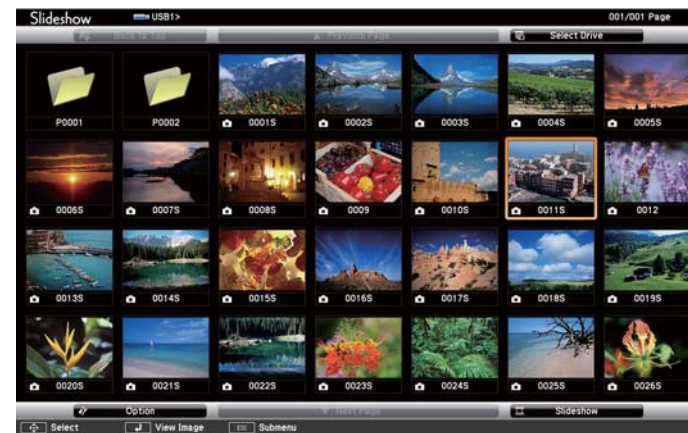 Slideshow USB1> 001/001 Page
Back to Top Previous Page Select Drive
P0001 P0002 0001S 0002S 0003S 0004S 0005S
0006S 0007S 0008S 0009 0010S 0011S 0012
0013S 0014S 0015S 0016S 0017S 0018S 0019S
0020S 0021S 0022S 0023S 0024S 0025S 0026S
Option Next Page Slideshow
Select View Image Esc Submenu